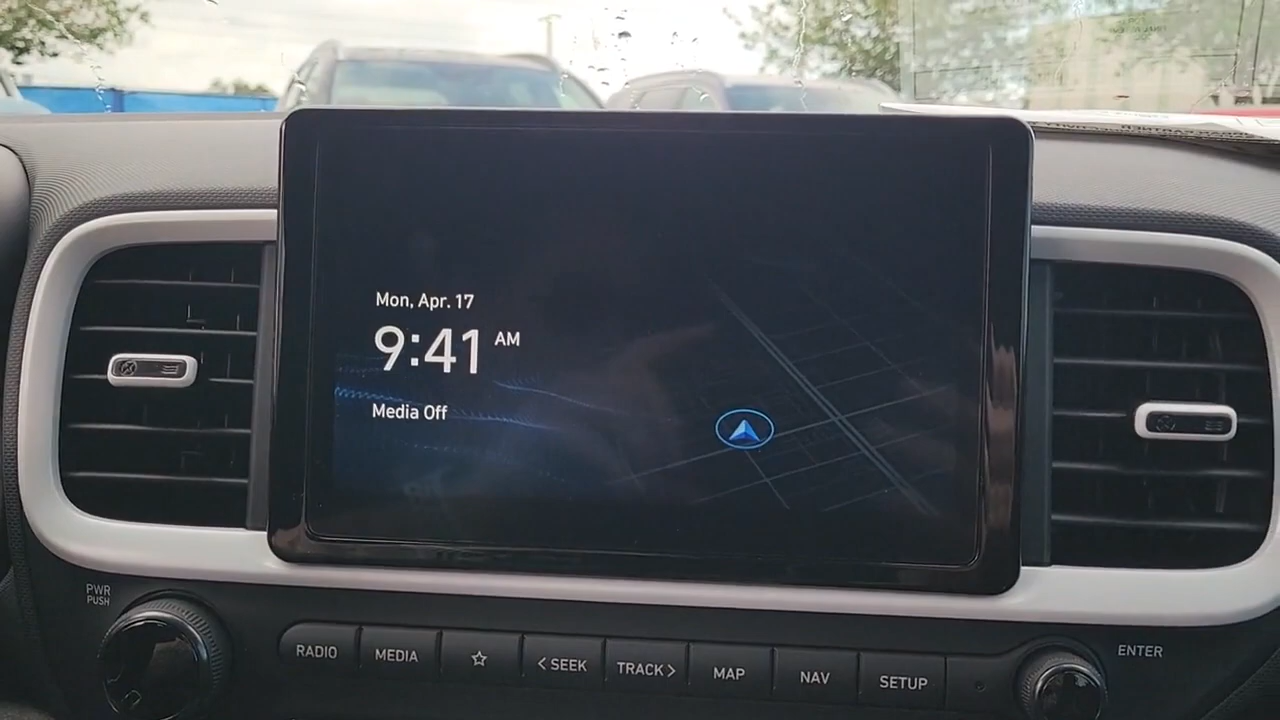 Mon, Apr. 17
9:41 AM
Media Off
PWR
PUSH
RADIO
MEDIA
< SEEK
TRACK >
MAP
NAV
SETUP
ENTER